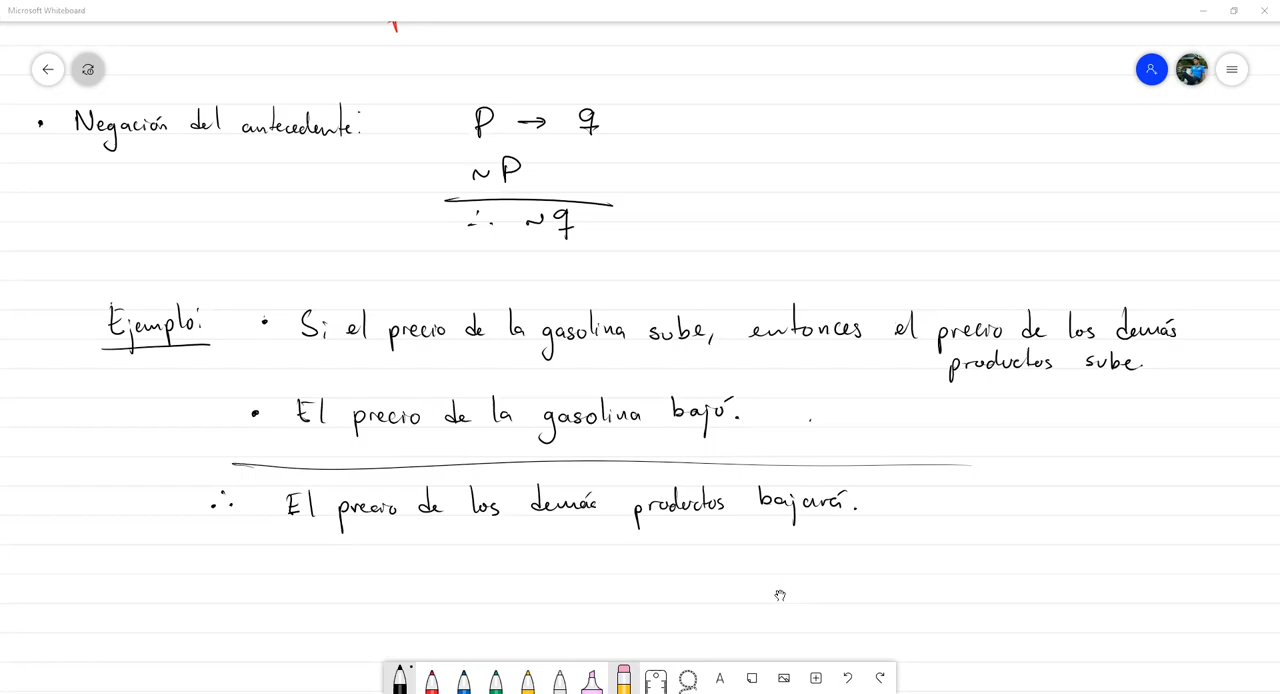 Microsoft Whiteboard
• Negación del antecedente: P → q
~ P
∴ ~ q
Ejemplo: • Si el precio de la gasolina sube, entonces el precio de los demás
productos sube.
• El precio de la gasolina bajó.
∴ El precio de los demás productos bajará.
A